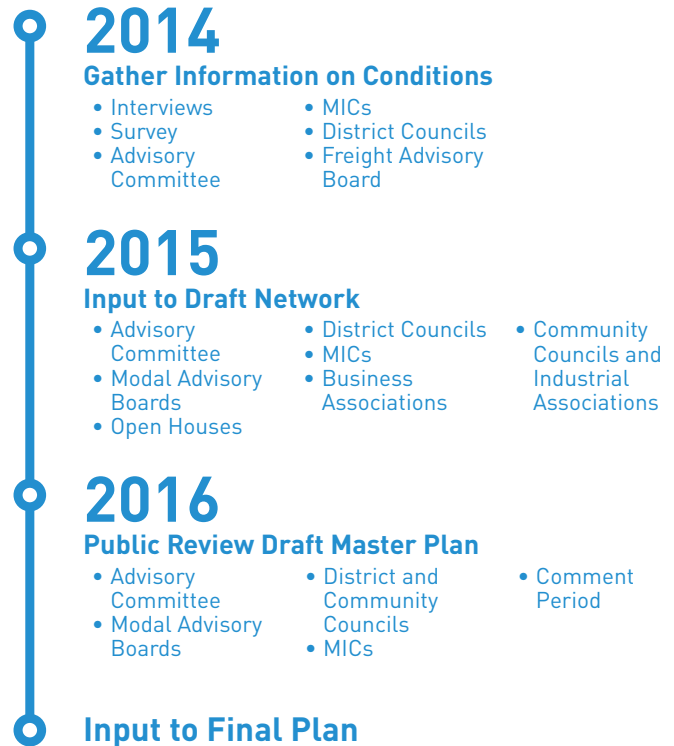 2014
Gather Information on Conditions
• Interviews
• Survey
• Advisory
Committee
• MICs
• District Councils
• Freight Advisory
Board
2015
Input to Draft Network
• Advisory
Committee
• Modal Advisory
Boards
• Open Houses
• District Councils
• MICs
• Business
Associations
• Community
Councils and
Industrial
Associations
2016
Public Review Draft Master Plan
• Advisory
Committee
• Modal Advisory
Boards
• District and
Community
Councils
• MICs
• Comment
Period
Input to Final Plan